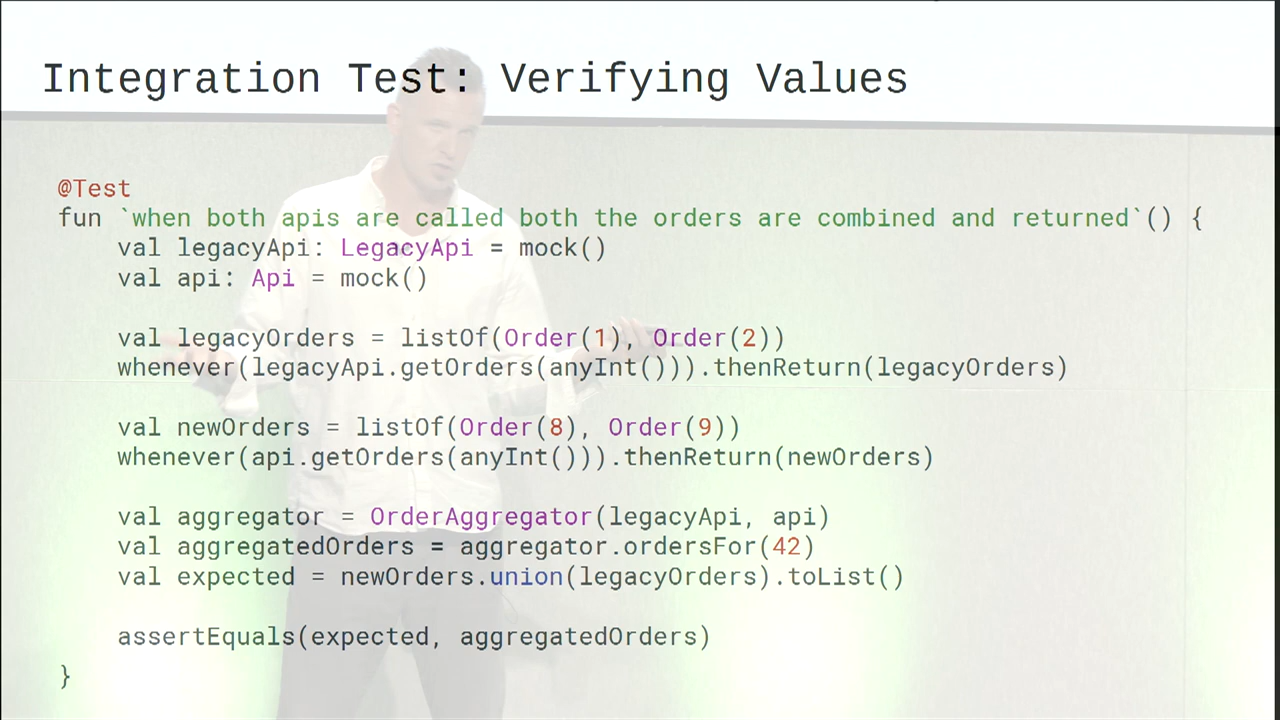 Integration Test: Verifying Values
@Test
fun `when both apis are called both the orders are combined and returned`() {
val legacyApi: LegacyApi = mock()
val api: Api = mock()
val legacyOrders = listOf(Order(1), Order(2))
whenever(legacyApi.getOrders(anyInt())).thenReturn(legacyOrders)
val newOrders = listOf(Order(8), Order(9))
whenever(api.getOrders(anyInt())).thenReturn(newOrders)
val aggregator = OrderAggregator(legacyApi, api)
val aggregatedOrders = aggregator.ordersFor(42)
val expected = newOrders.union(legacyOrders).toList()
assertEquals(expected, aggregatedOrders)
}